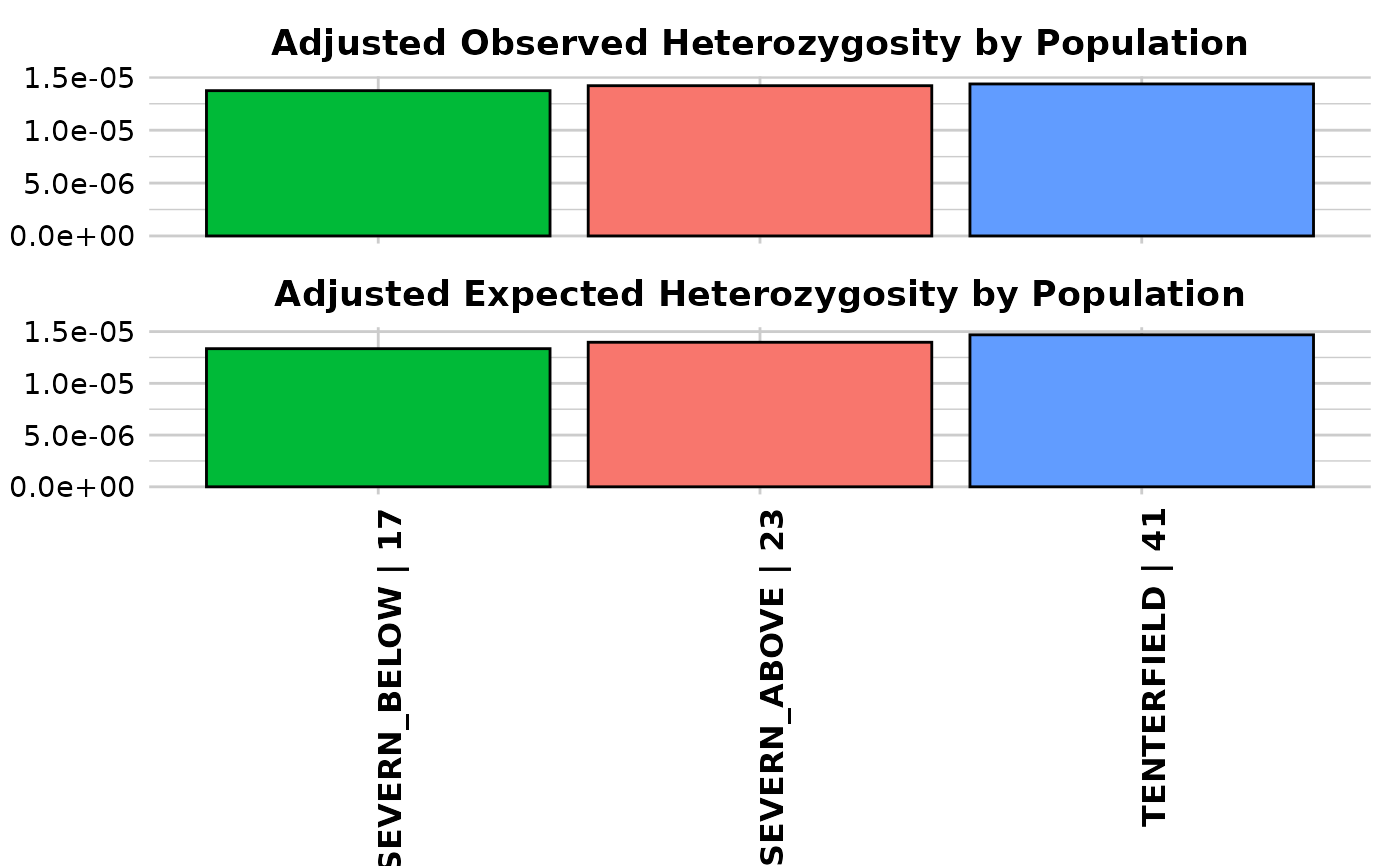 Adjusted Observed Heterozygosity by Population
1.5e-05
1.0e-05
5.0e-06
0.0e+00
Adjusted Expected Heterozygosity by Population
1.5e-05
1.0e-05
5.0e-06
0.0e+00
SEVERN_BELOW | 17
SEVERN_ABOVE | 23
TENTERFIELD | 41